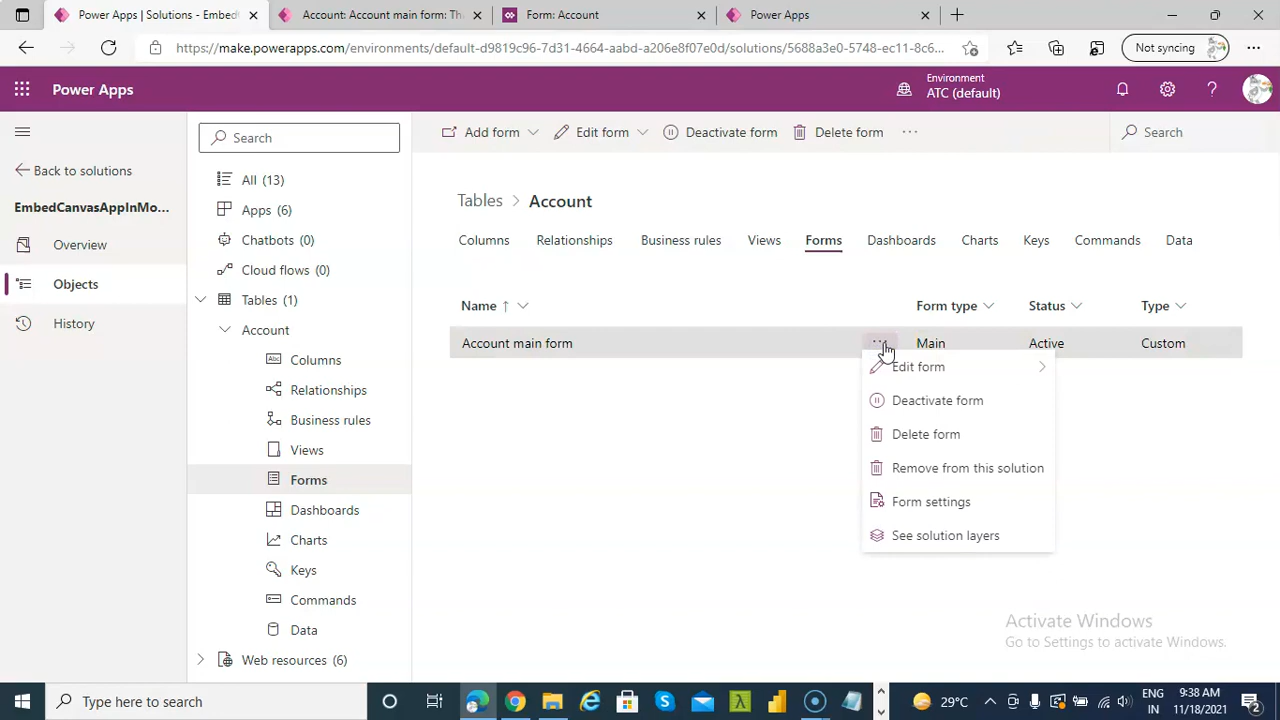 Power Apps | Solutions - Embed
Account: Account main form: Th
Form: Account
Power Apps
https://make.powerapps.com/environments/default-d9819c96-7d31-4664-aabd-a206e8f07e0d/solutions/5688a3e0-5748-ec11-8c6...
Not syncing
Power Apps
Environment
ATC (default)
Search
Add form
Edit form
Deactivate form
Delete form
Search
Back to solutions
EmbedCanvasAppInMo...
Overview
Objects
History
All (13)
Apps (6)
Chatbots (0)
Cloud flows (0)
Tables (1)
Account
Columns
Relationships
Business rules
Views
Forms
Dashboards
Charts
Keys
Commands
Data
Web resources (6)
Tables > Account
Columns Relationships Business rules Views Forms Dashboards Charts Keys Commands Data
Name ↑ Form type Status Type
Account main form ... Main Active Custom
Edit form
Deactivate form
Delete form
Remove from this solution
Form settings
See solution layers
Activate Windows
Go to Settings to activate Windows.
Type here to search
29°C
ENG
IN
9:38 AM
11/18/2021
2